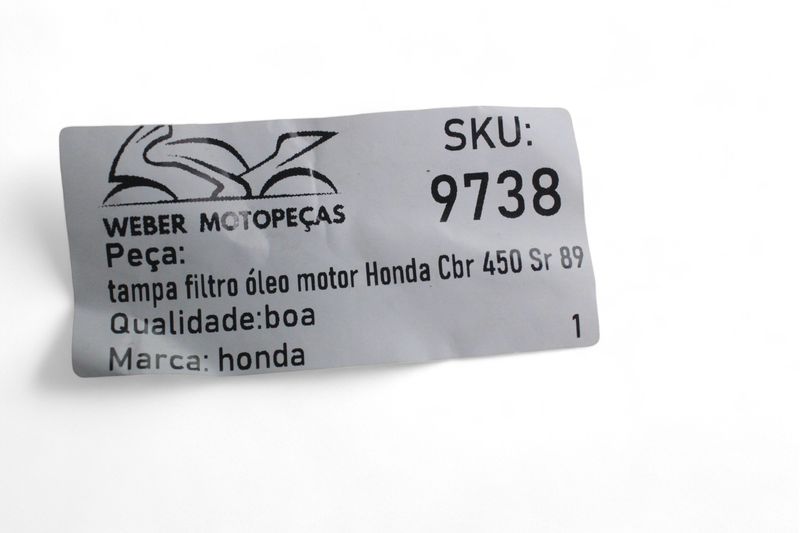 WEBER MOTOPEÇAS
SKU:
9738
Peça:
tampa filtro óleo motor Honda Cbr 450 Sr 89
Qualidade:boa
1
Marca: honda